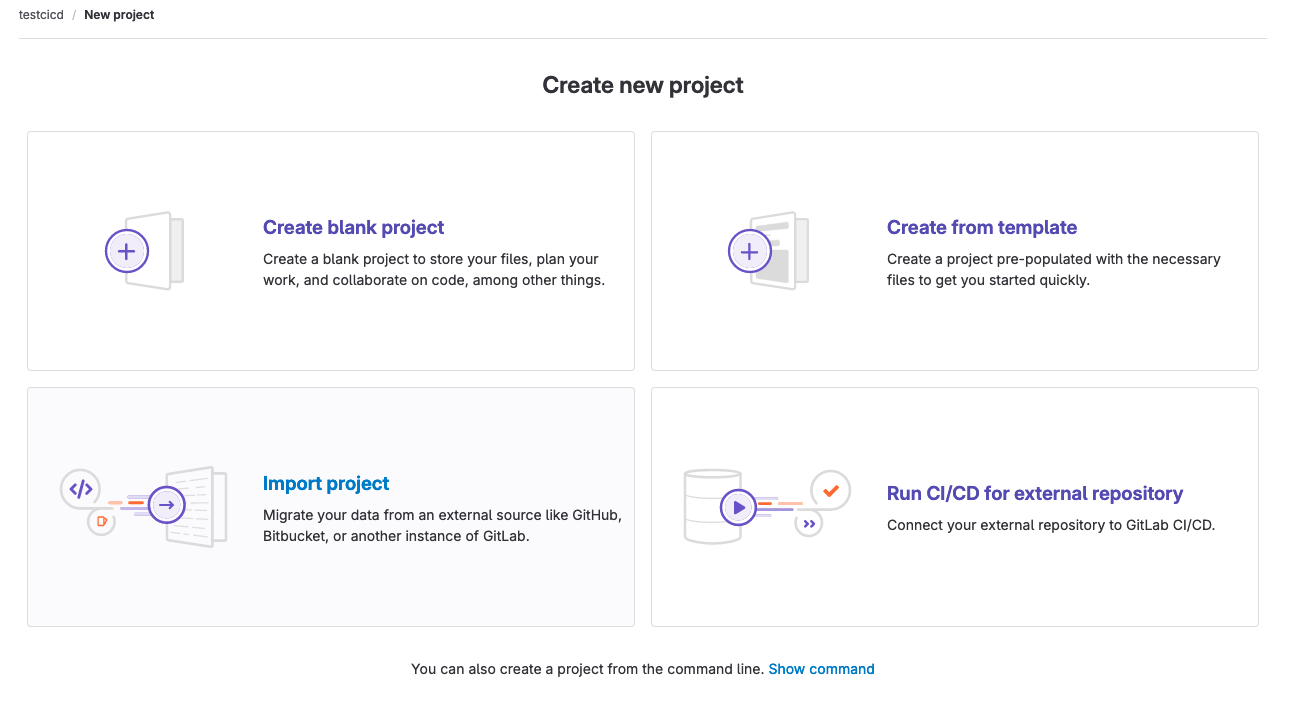 testcicd / New project
Create new project
Create blank project
Create a blank project to store your files, plan your
work, and collaborate on code, among other things.
Create from template
Create a project pre-populated with the necessary
files to get you started quickly.
Import project
Migrate your data from an external source like GitHub,
Bitbucket, or another instance of GitLab.
Run CI/CD for external repository
Connect your external repository to GitLab CI/CD.
You can also create a project from the command line. Show command